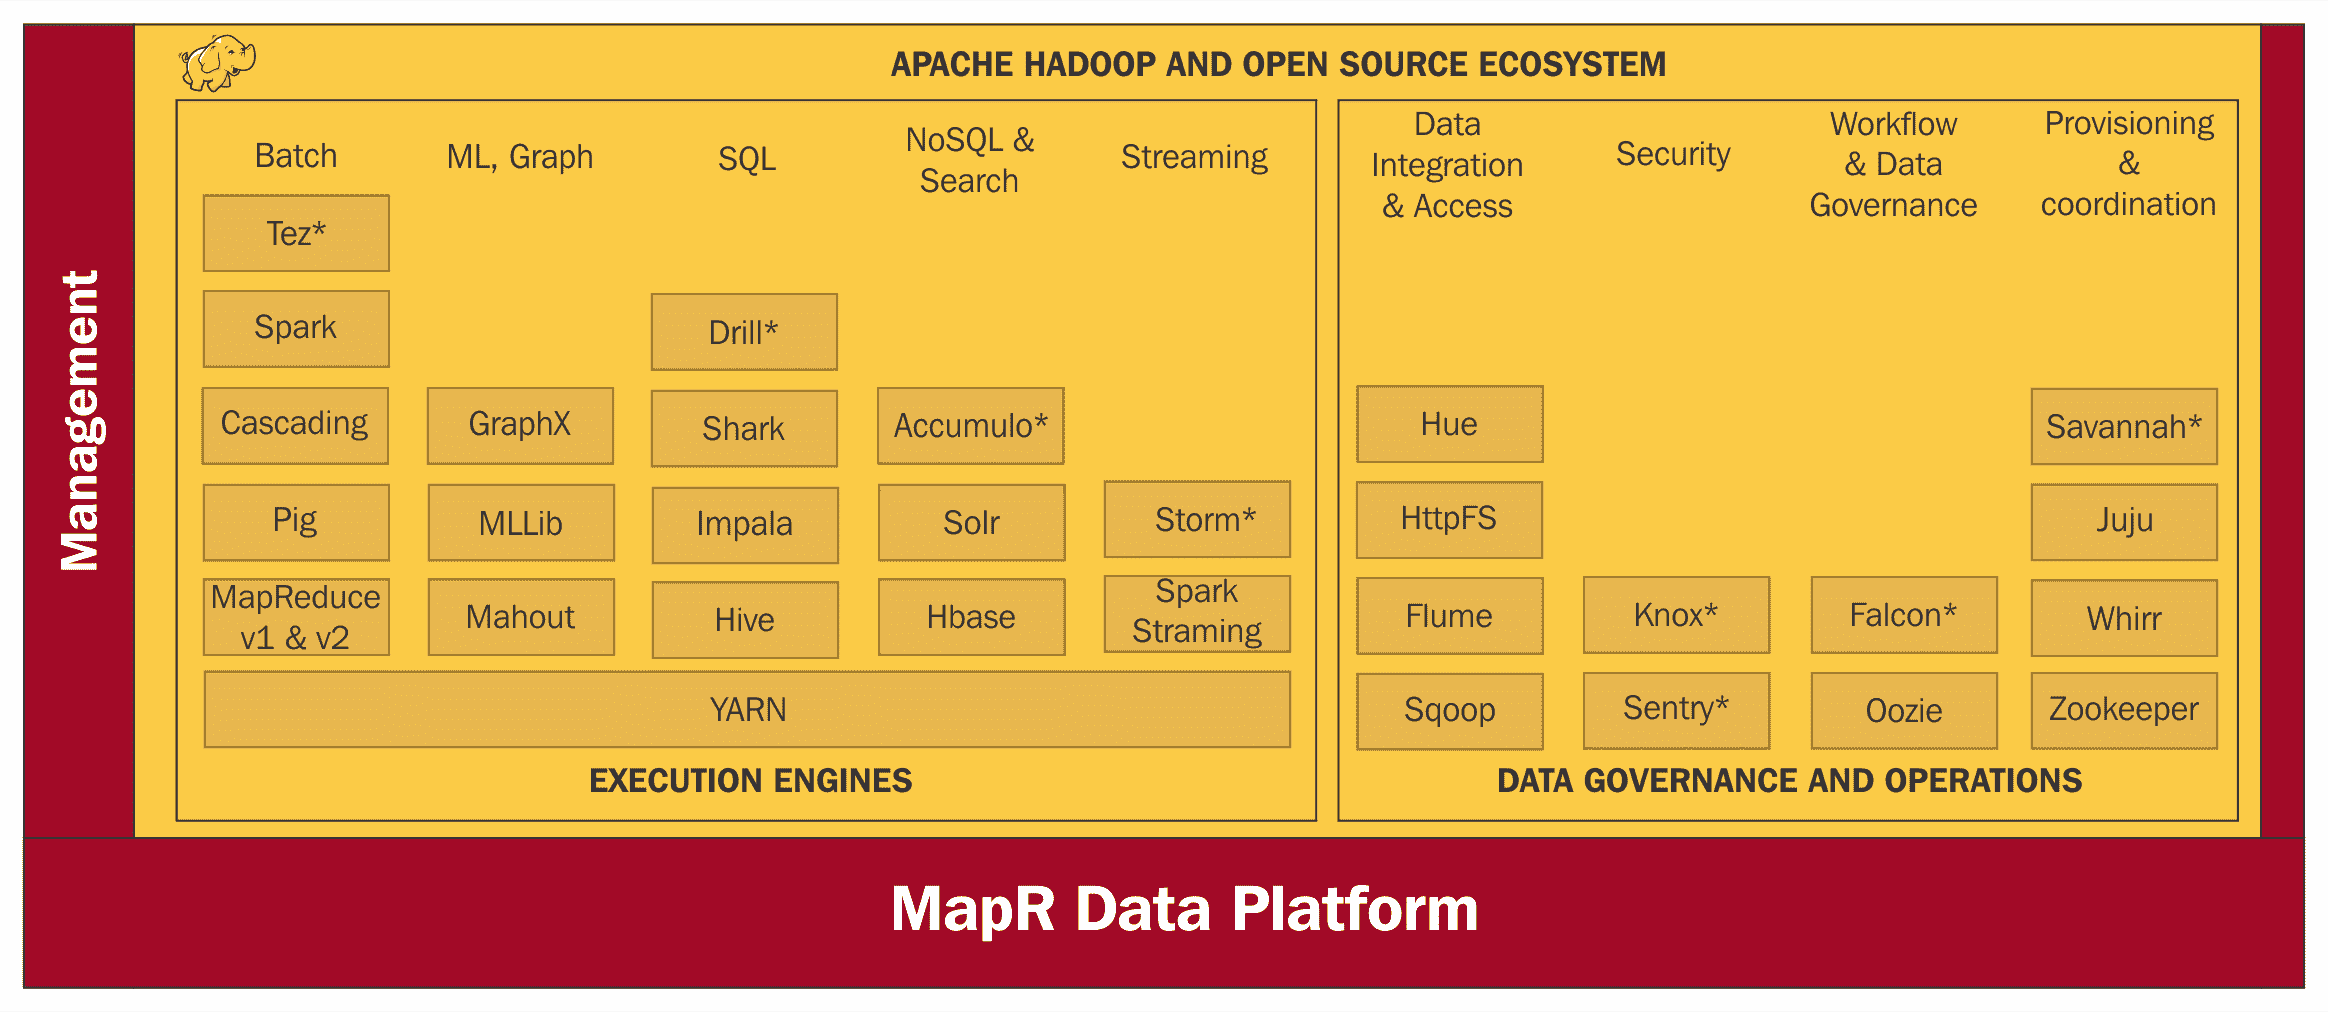 APACHE HADOOP AND OPEN SOURCE ECOSYSTEM
Management
Batch
Tez*
Spark
Cascading
Pig
MapReduce
v1 & v2
ML, Graph
GraphX
MLLib
Mahout
SQL
Drill*
Shark
Impala
Hive
NoSQL &
Search
Accumulo*
Solr
Hbase
Streaming
Storm*
Spark
Straming
YARN
EXECUTION ENGINES
Data
Integration
& Access
Hue
HttpFS
Flume
Sqoop
Security
Knox*
Sentry*
Workflow
& Data
Governance
Falcon*
Oozie
Provisioning
&
coordination
Savannah*
Juju
Whirr
Zookeeper
DATA GOVERNANCE AND OPERATIONS
MapR Data Platform